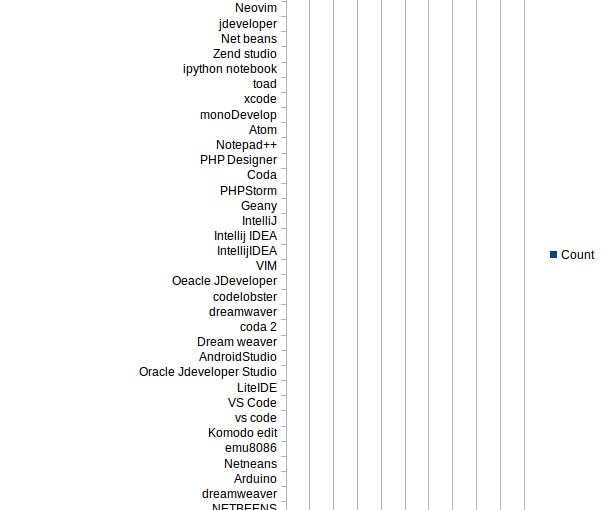 Neovim
jdeveloper
Net beans
Zend studio
ipython notebook
toad
xcode
monoDevelop
Atom
Notepad++
PHP Designer
Coda
PHPStorm
Geany
IntelliJ
Intellij IDEA
IntellijIDEA
VIM
Oeacle JDeveloper
codelobster
dreamwaver
coda 2
Dream weaver
AndroidStudio
Oracle Jdeveloper Studio
LiteIDE
VS Code
vs code
Komodo edit
emu8086
Netneans
Arduino
dreamweaver
NETBEENS
Count